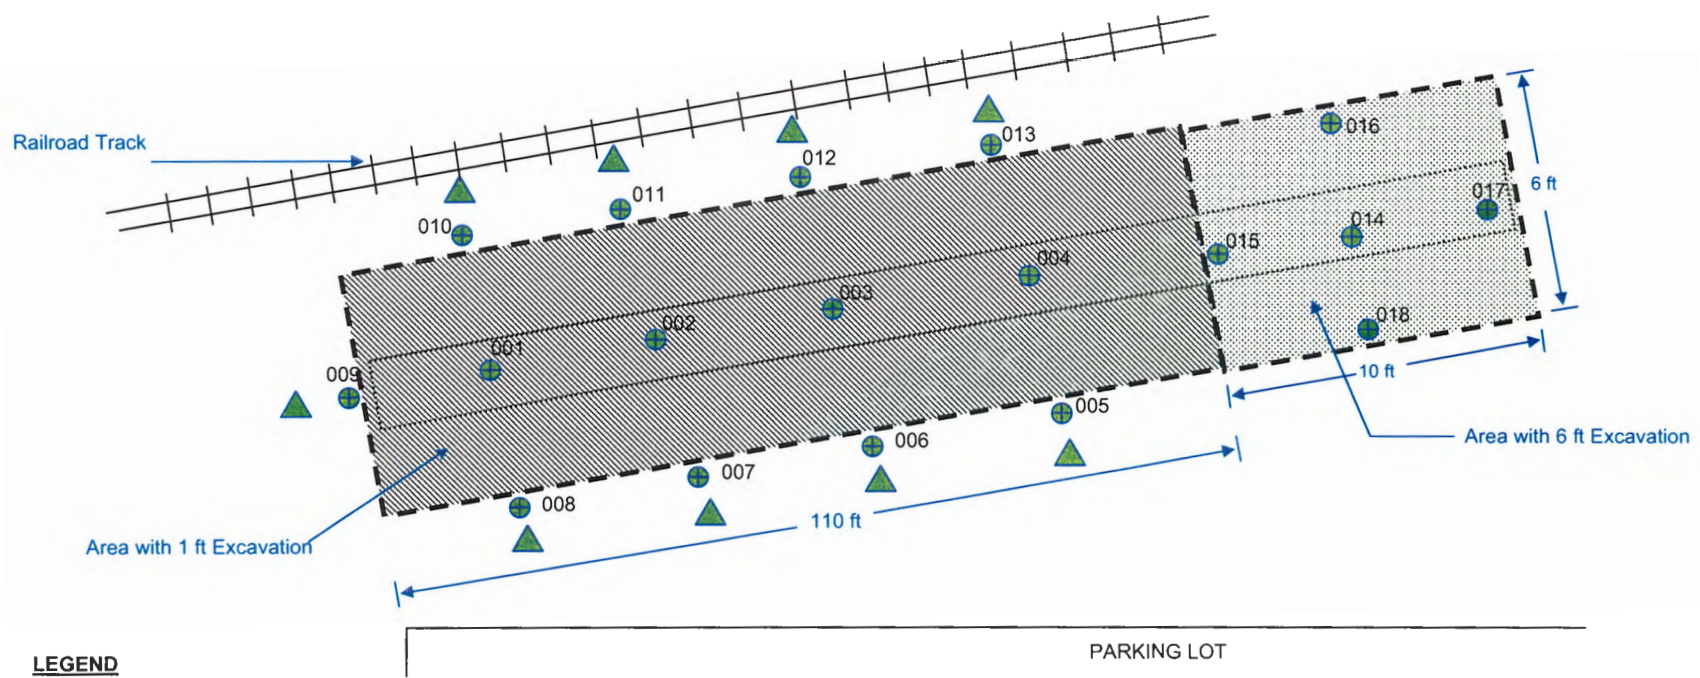 016
013
Railroad Track
012
6 ft
017
011
010
014
015
004
003
018
002
001
009
10 ft
005
006
Area with 6 ft Excavation
007
008
110 ft
Area with 1 ft Excavation
PARKING LOT
LEGEND